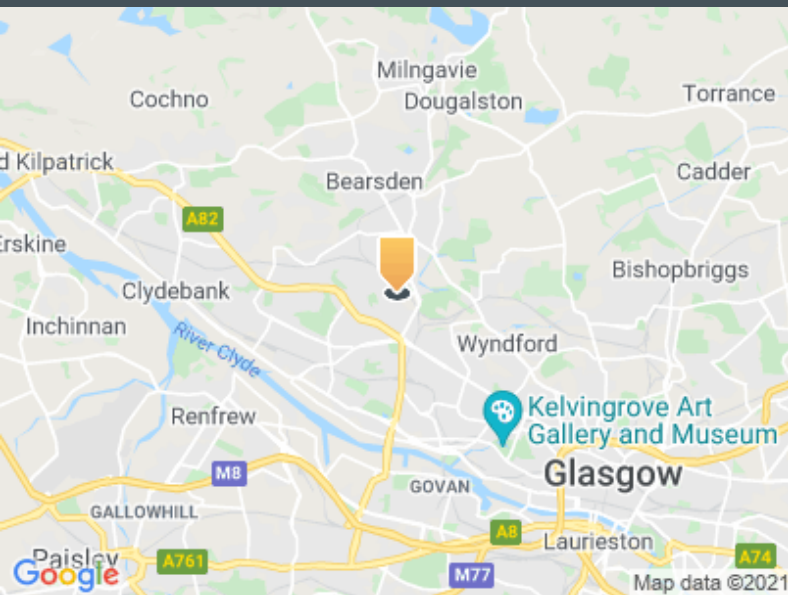 Milngavie
Cochno
Dougalston
Torrance
d Kilpatrick
Bearsden
Cadder
A82
Erskine
Bishopbriggs
Clydebank
Inchinnan
River Clyde
Wyndford
Renfrew
Kelvingrove Art
Gallery and Museum
M8
Glasgow
GOVAN
GALLOWHILL
A8
Laurieston
Paisley
A761
A74
Google
M77
Map data ©2021